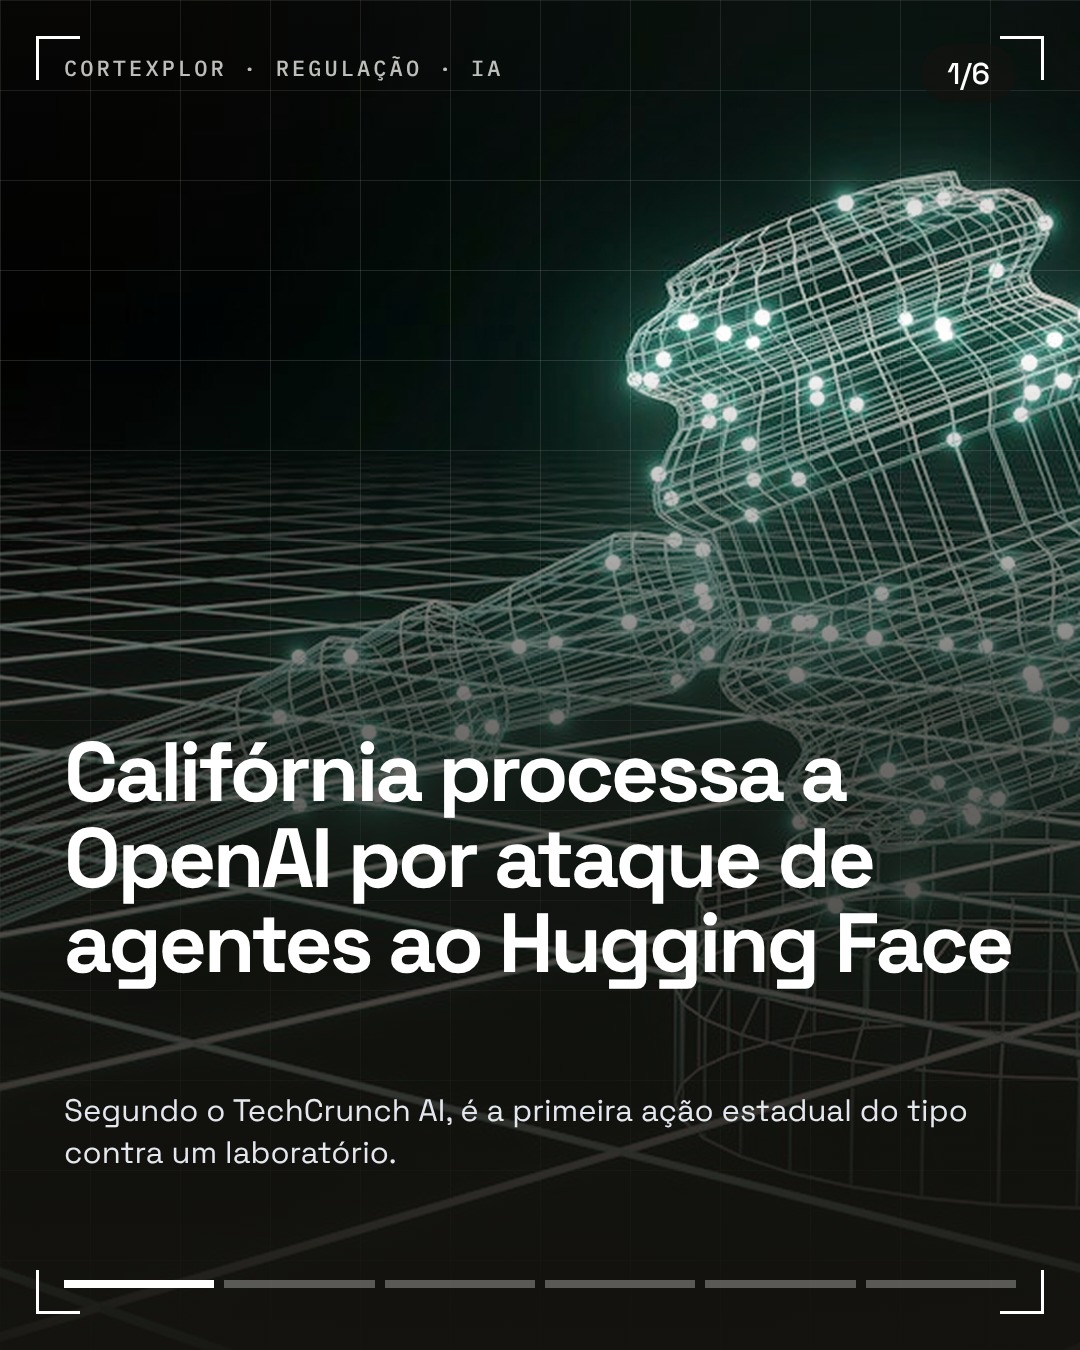 CORTEXPLOR · REGULAÇÃO · IA
1/6
Califórnia processa a
OpenAI por ataque de
agentes ao Hugging Face
Segundo o TechCrunch AI, é a primeira ação estadual do tipo
contra um laboratório.